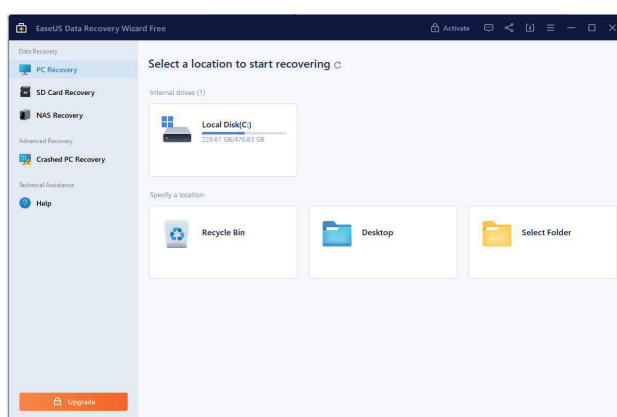 EaseUS Data Recovery Wizard Free
Activate
Data Recovery
PC Recovery
SD Card Recovery
NAS Recovery
Advanced Recovery
Crashed PC Recovery
Technical Assistance
Help
Upgrade
Select a location to start recovering
Internal drives (1)
Local Disk(C:)
229.61 GB/476.83 GB
Specify a location
Recycle Bin
Desktop
Select Folder